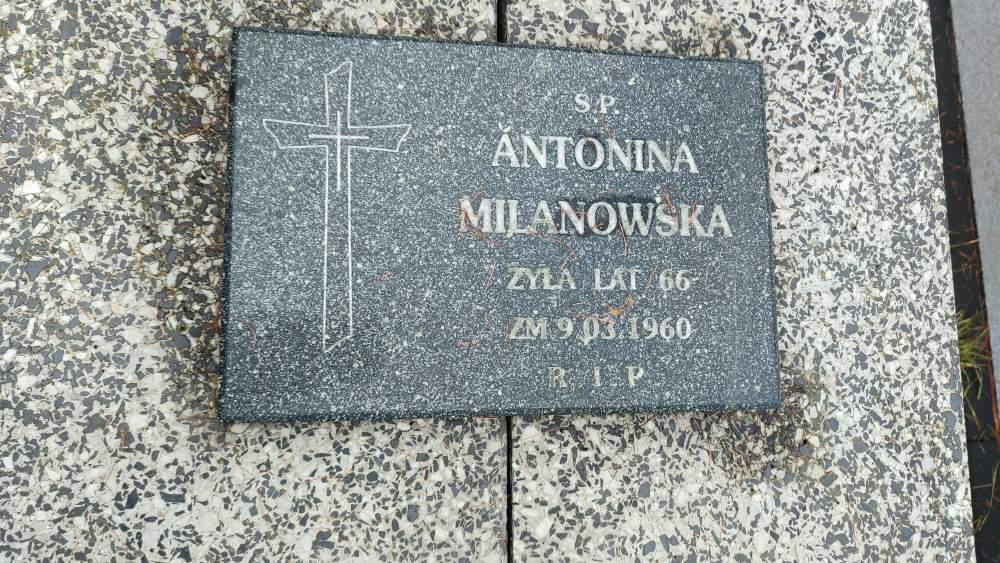 S.P.
ANTONINA
MILANOWSKA
ŻYŁA LAT 66
ZM.9.03.1960
R I P